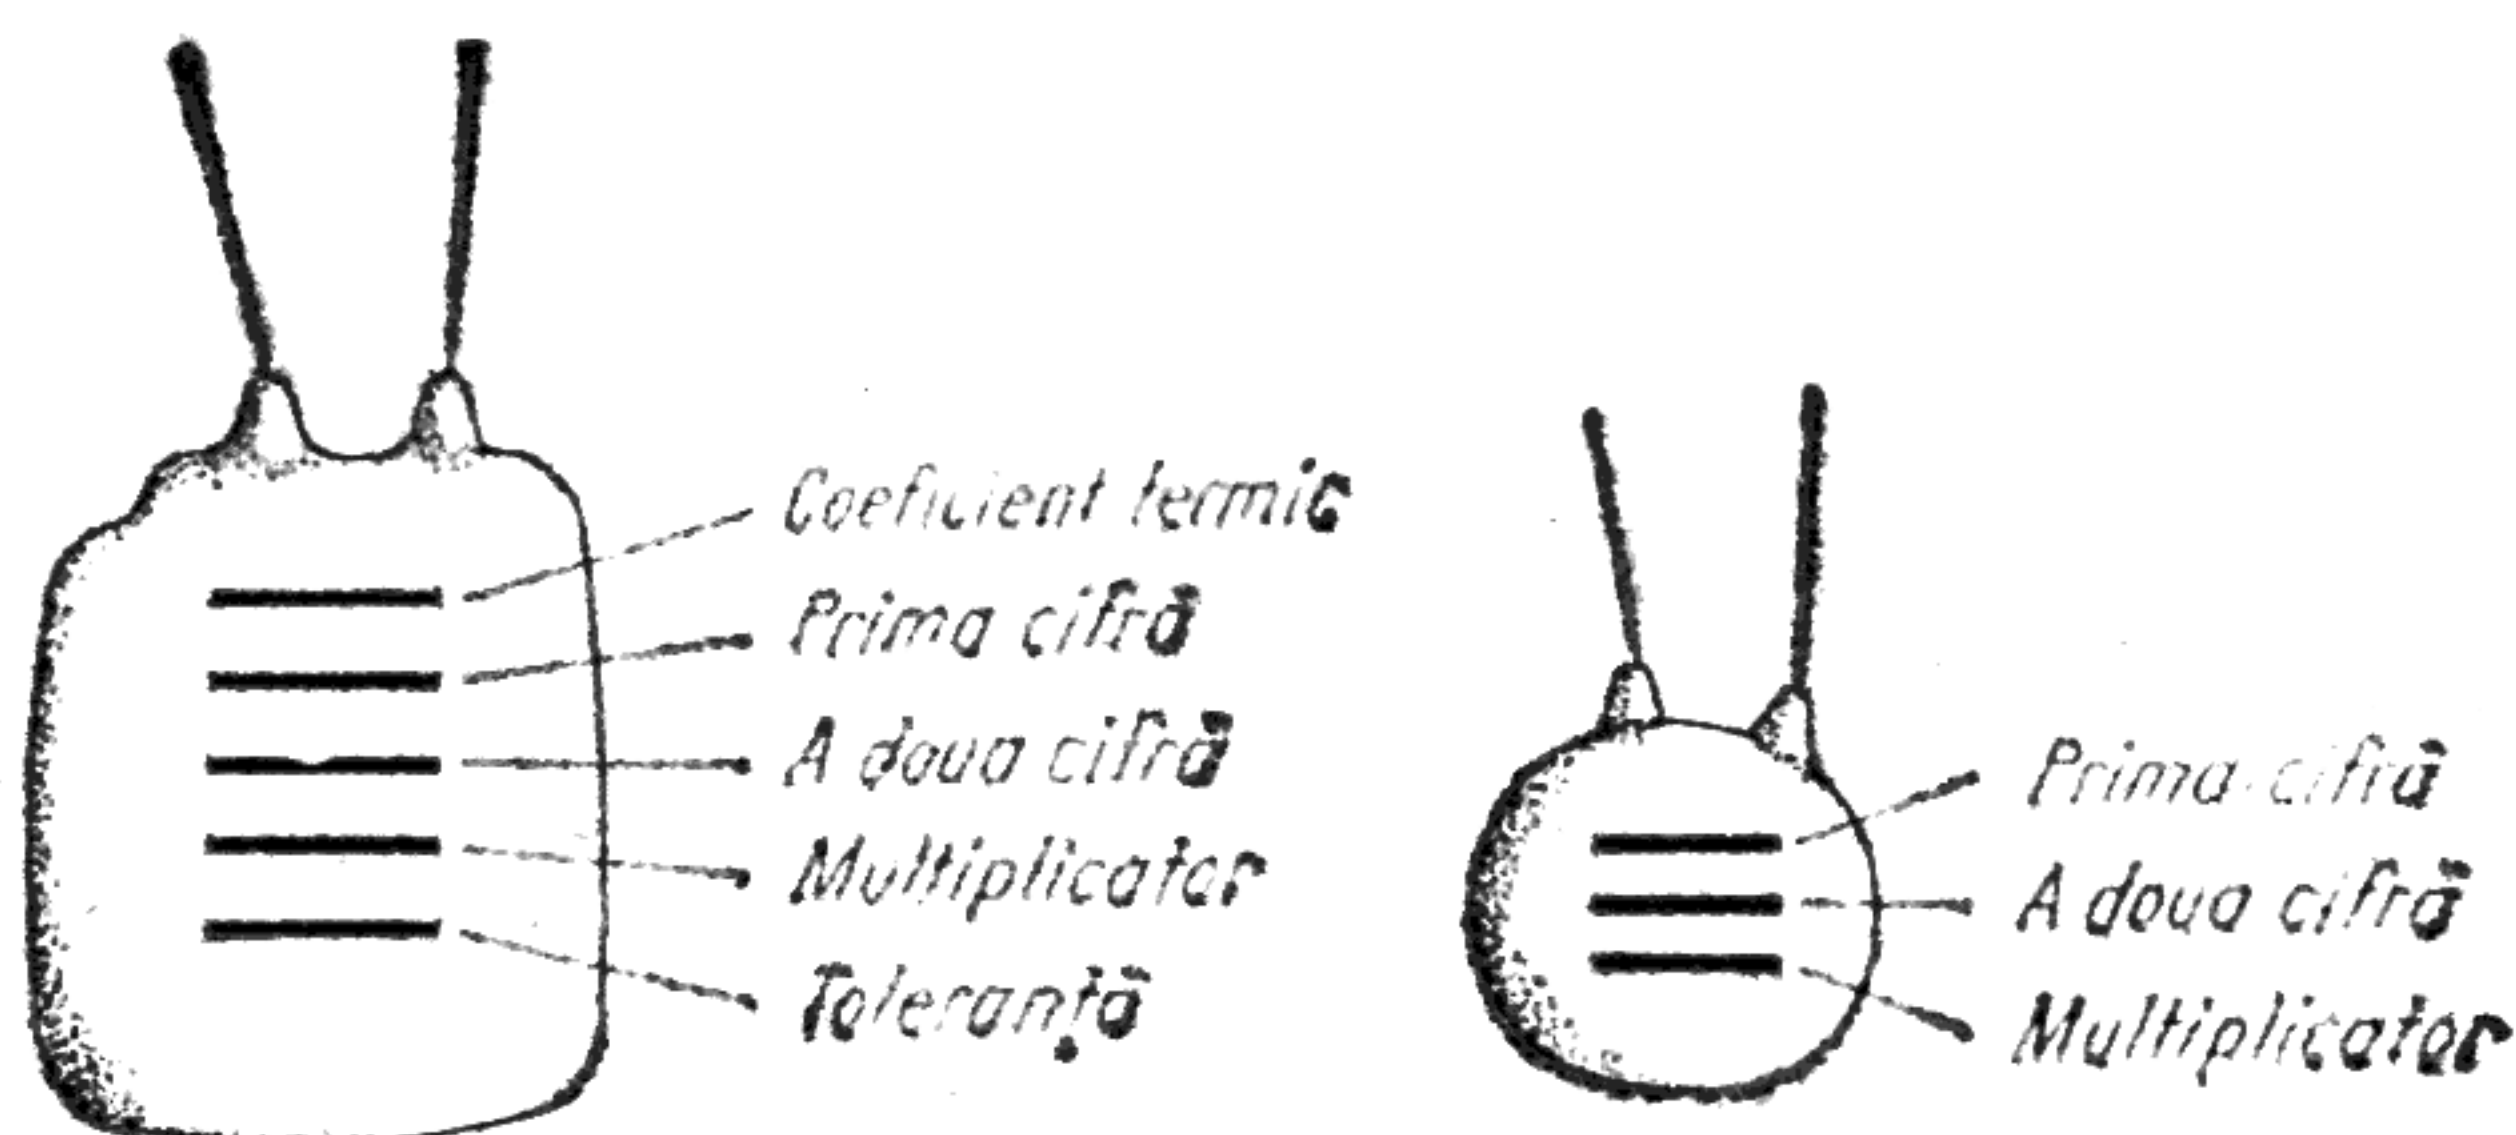 Coeficient termic
Prima cifră
A doua cifră
Multiplicator
Toleranță
Prima cifră
A doua cifră
Multiplicator